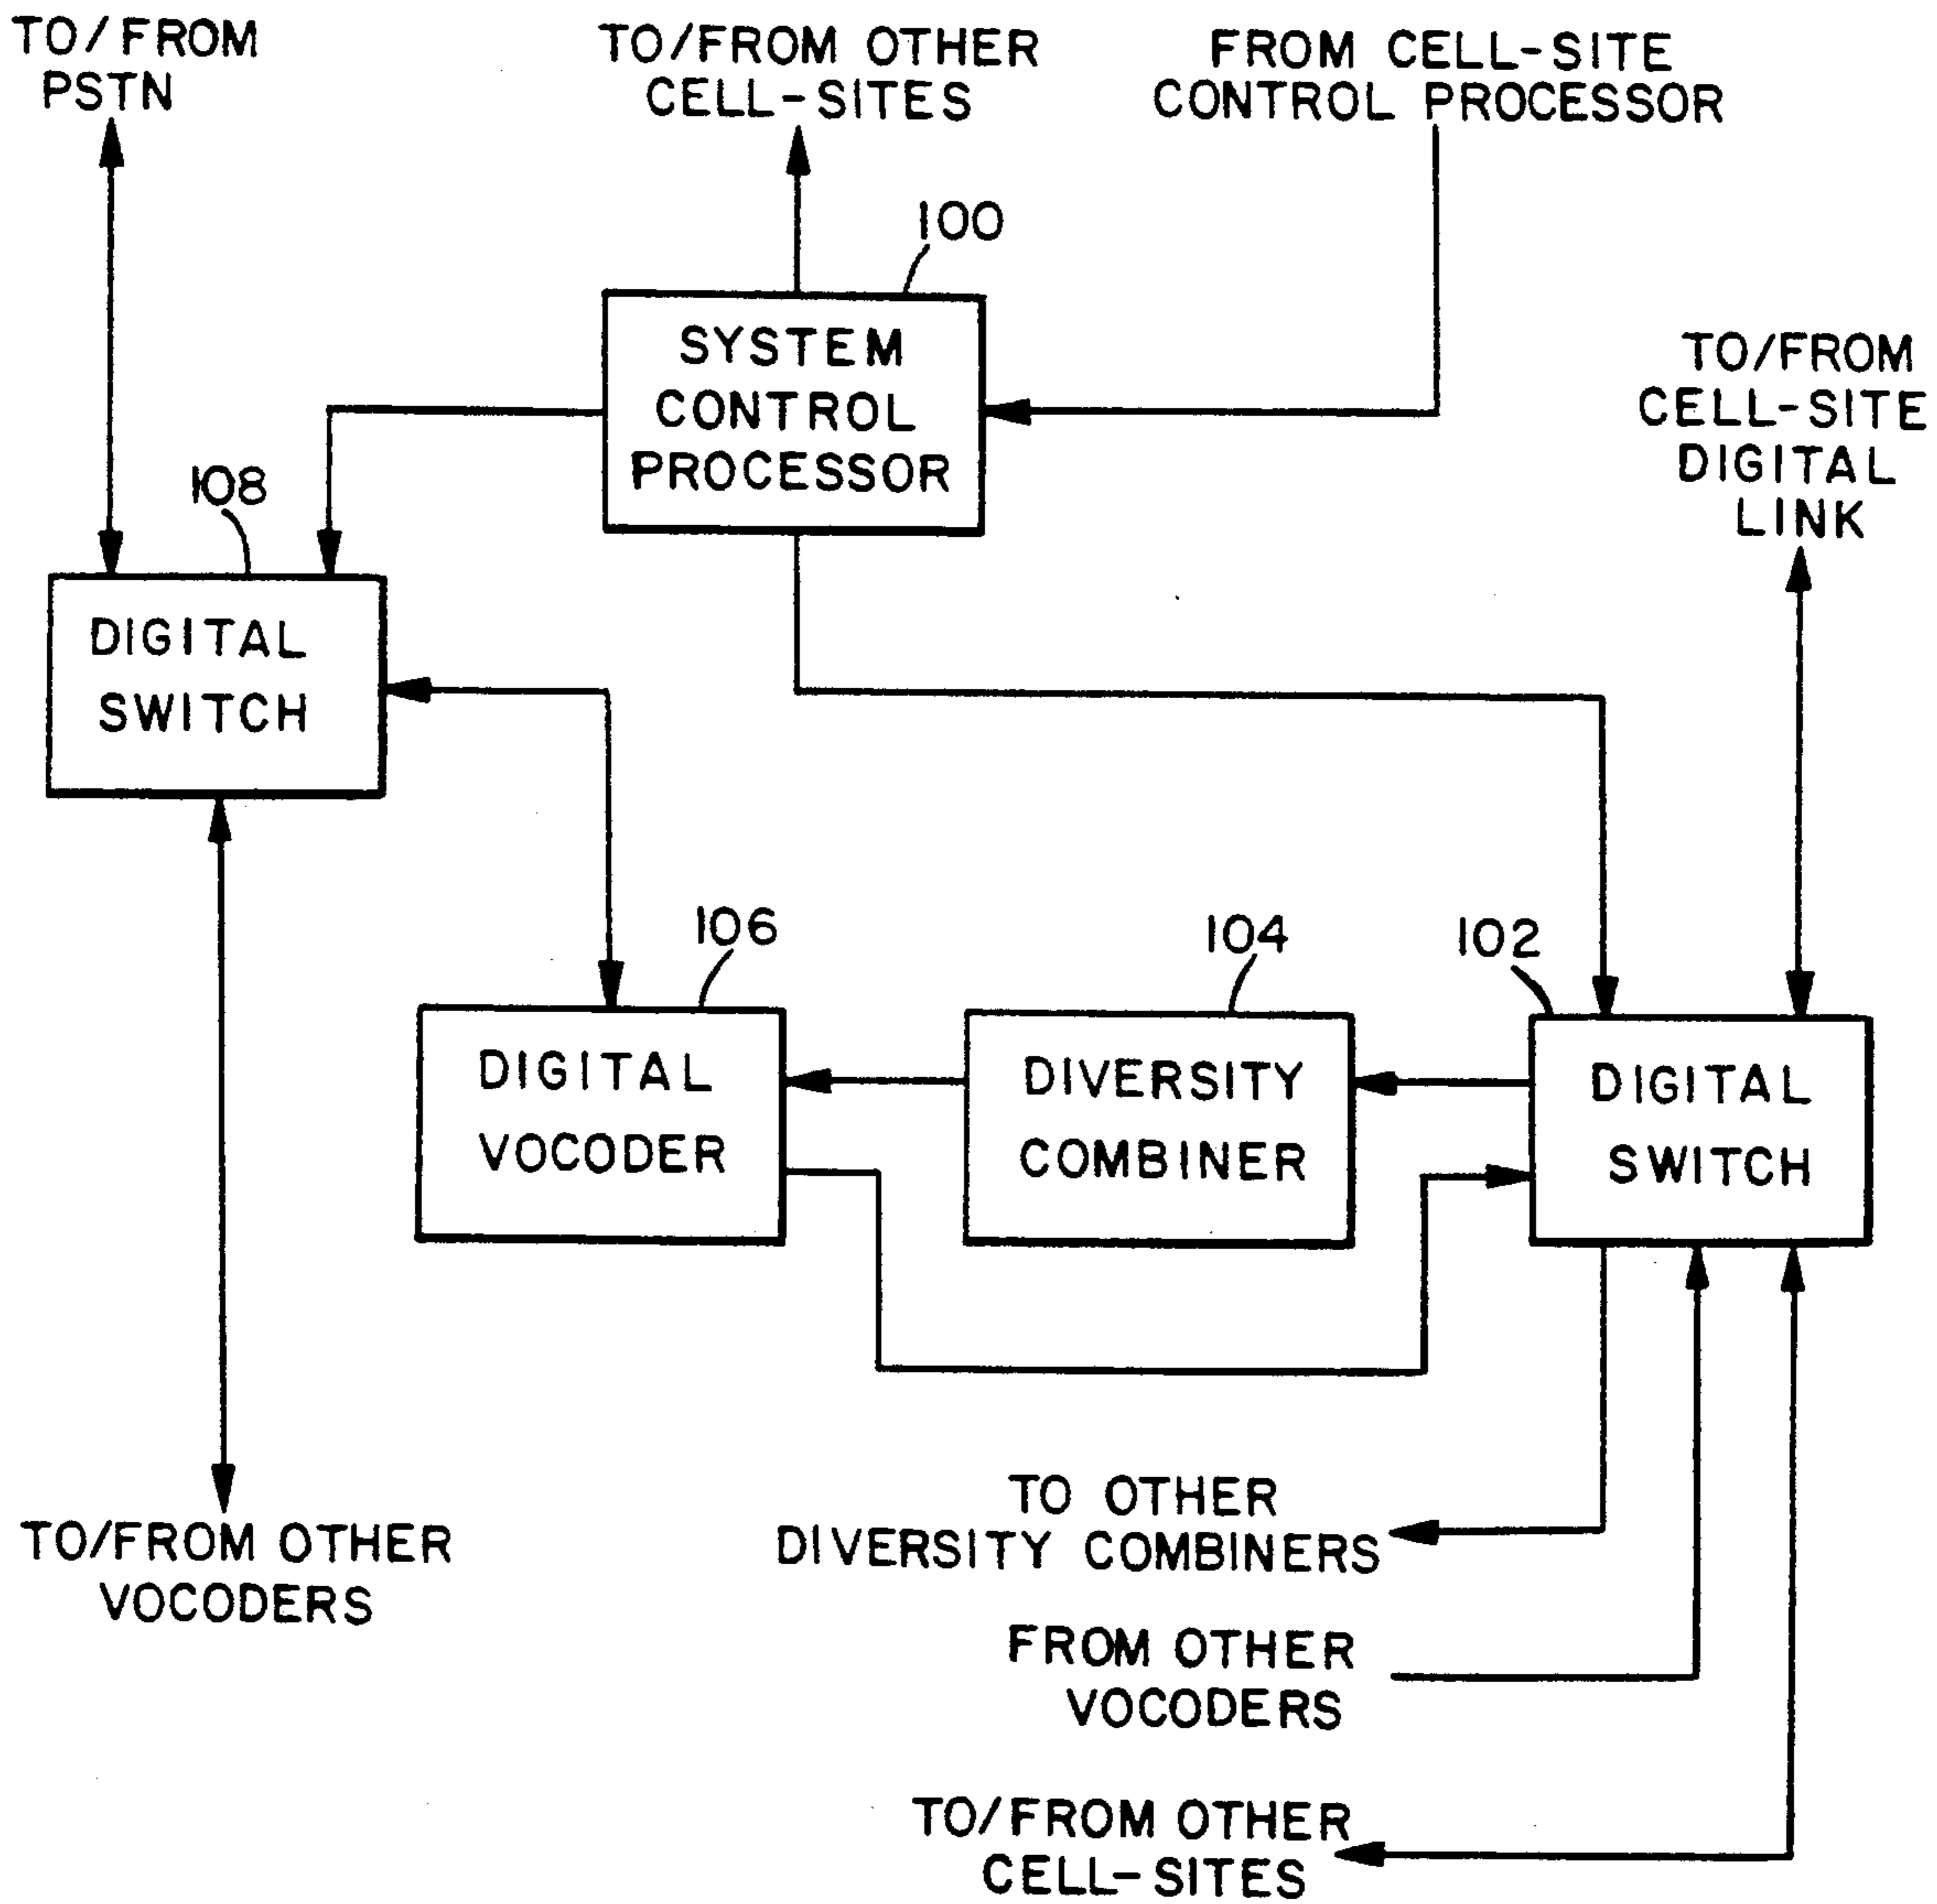 TO/FROM
PSTN
TO/FROM OTHER
CELL-SITES
FROM CELL-SITE
CONTROL PROCESSOR
100
SYSTEM
CONTROL
PROCESSOR
TO/FROM
CELL-SITE
DIGITAL
LINK
108
DIGITAL
SWITCH
106
DIGITAL
VOCODER
104
DIVERSITY
COMBINER
102
DIGITAL
SWITCH
TO/FROM OTHER
VOCODERS
TO OTHER
DIVERSITY COMBINERS
FROM OTHER
VOCODERS
TO/FROM OTHER
CELL-SITES